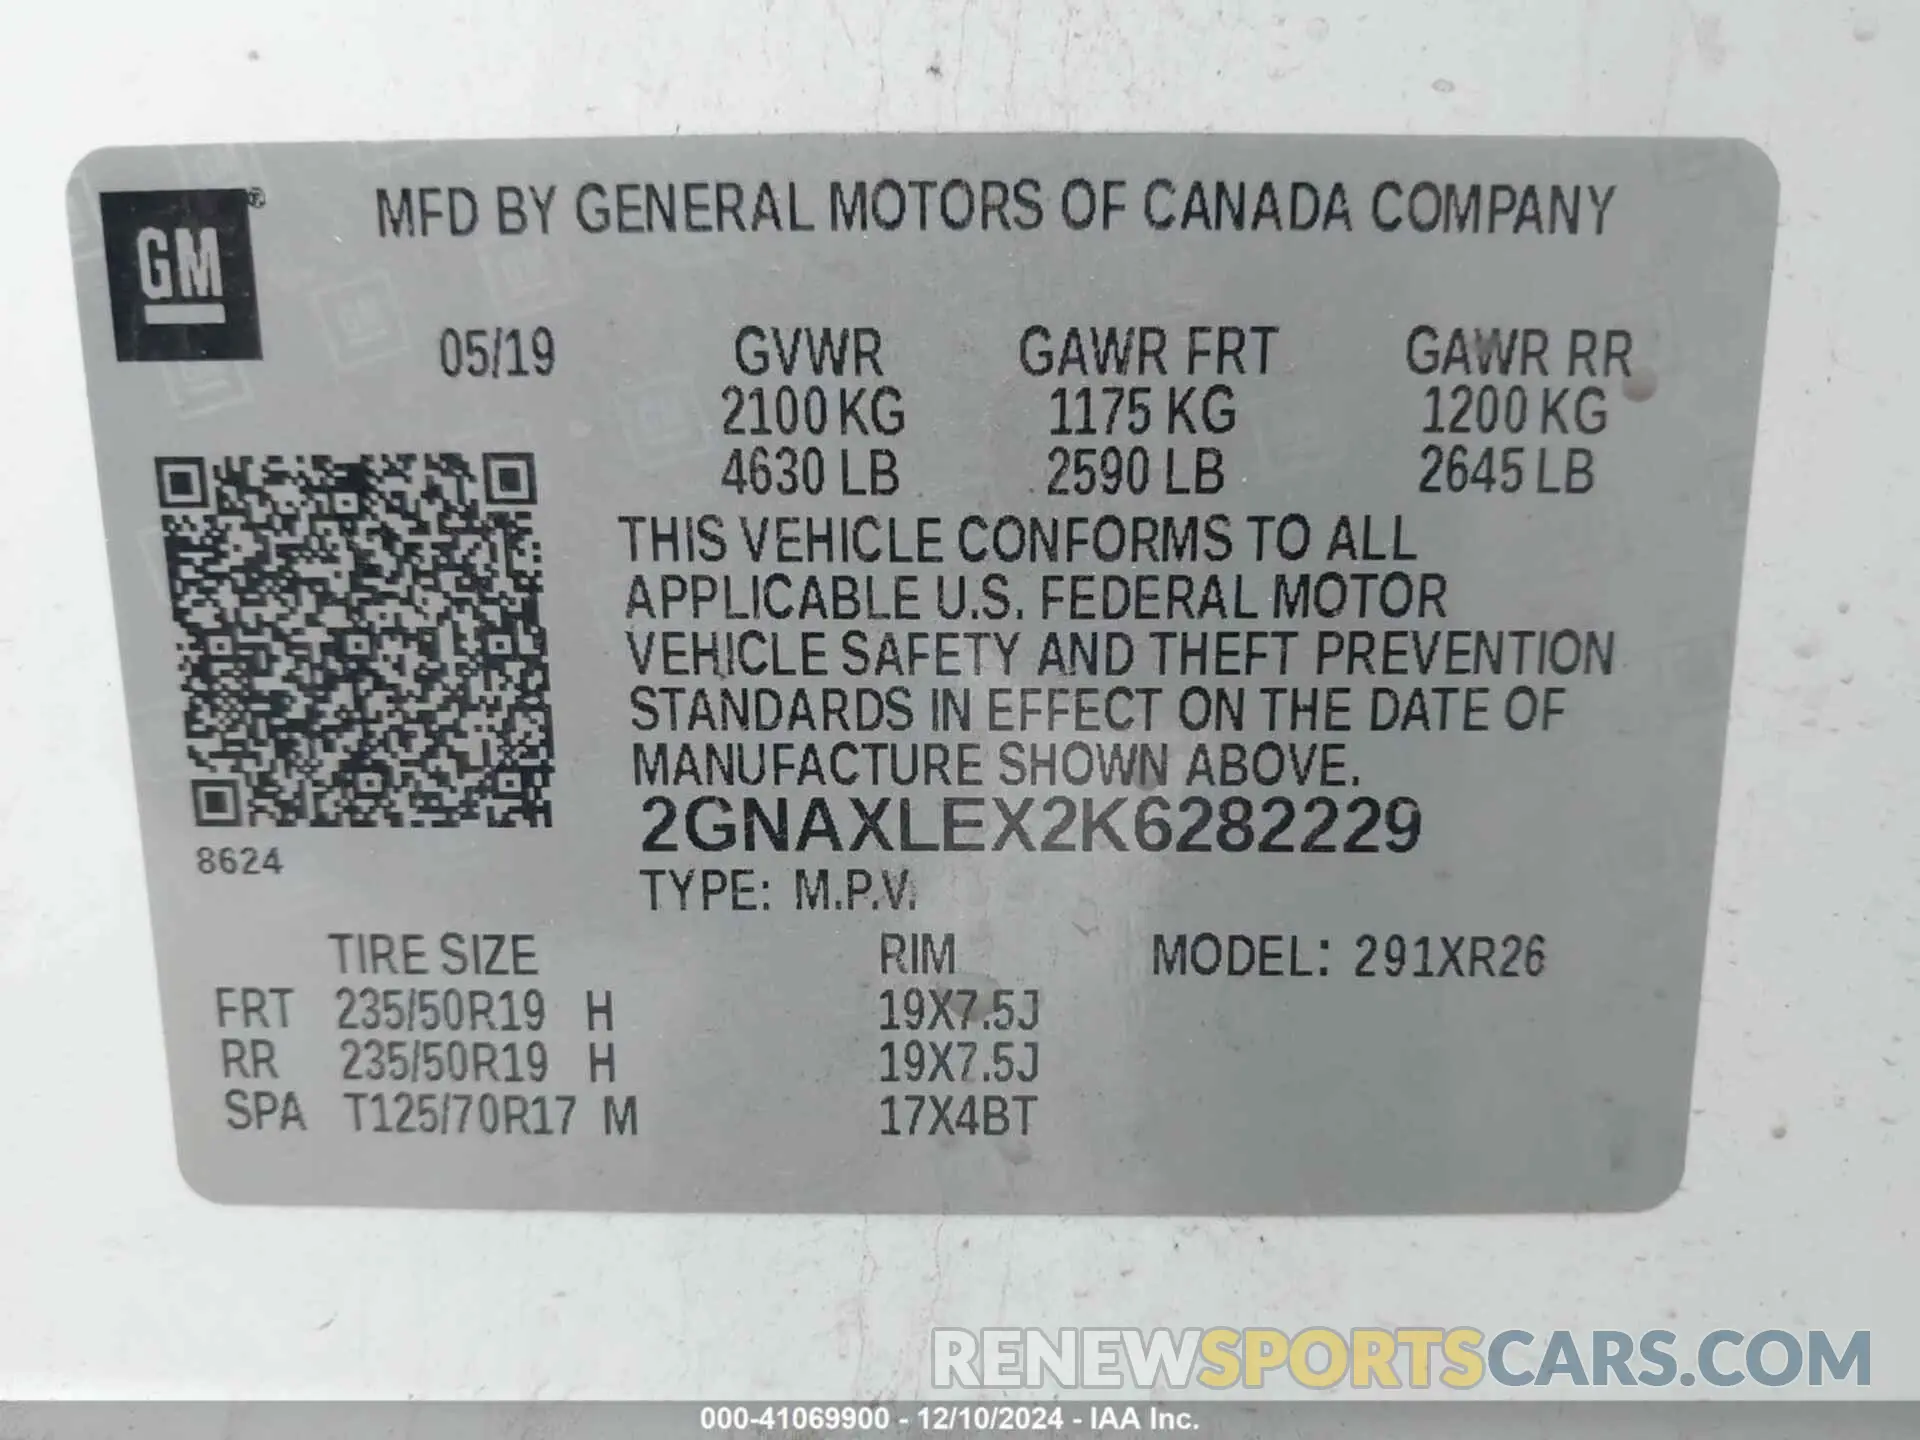 GM®
MFD BY GENERAL MOTORS OF CANADA COMPANY
05/19 GVWR GAWR FRT GAWR RR
2100 KG 1175 KG 1200 KG
4630 LB 2590 LB 2645 LB
THIS VEHICLE CONFORMS TO ALL
APPLICABLE U.S. FEDERAL MOTOR
VEHICLE SAFETY AND THEFT PREVENTION
STANDARDS IN EFFECT ON THE DATE OF
MANUFACTURE SHOWN ABOVE.
2GNAXLEX2K6282229
8624
TYPE: M.P.V.
TIRE SIZE RIM MODEL: 291XR26
FRT 235/50R19 H 19X7.5J
RR 235/50R19 H 19X7.5J
SPA T125/70R17 M 17X4BT
RENEWSPORTSCARS.COM
000-41069900 - 12/10/2024 - IAA Inc.